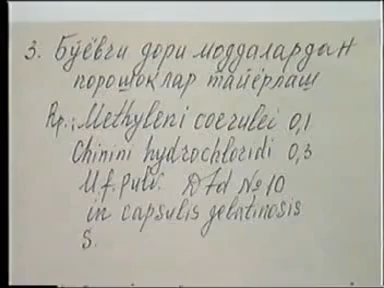 3. Бўёвчи дори моддалардан
порошоклар тайёрлаш
Rp.: Methyleni coerulei 0,1
Chinini hydrochloridi 0,3
M.f. pulv. D t d № 10
in capsulis gelatinosis
S.